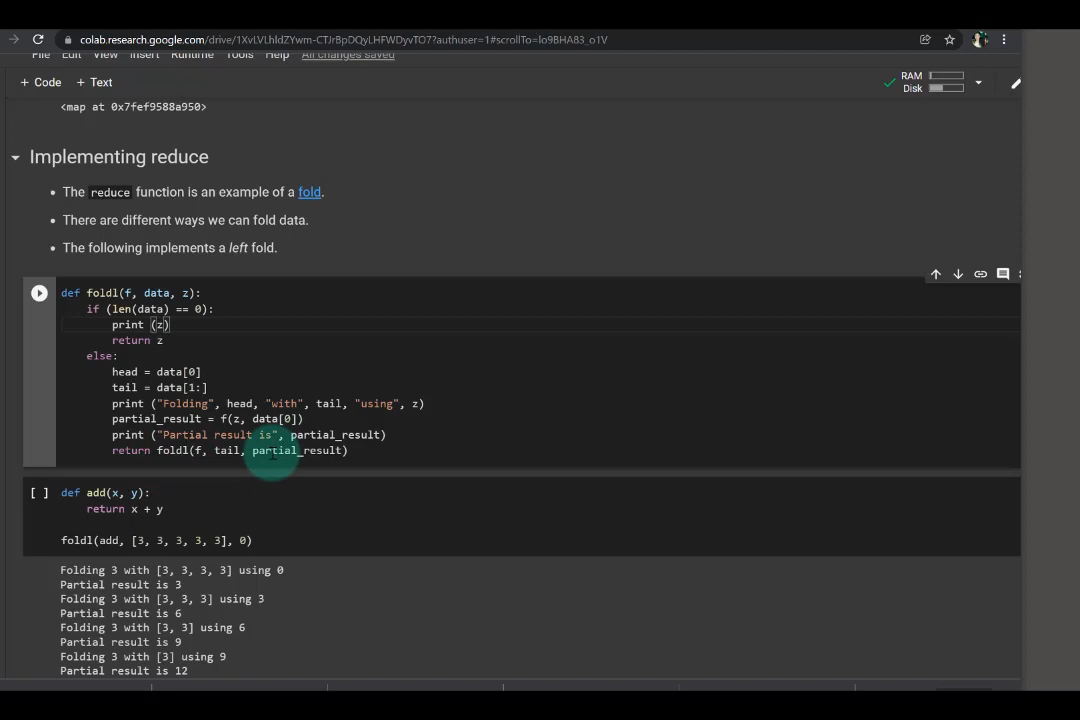 colab.research.google.com/drive/1XvLVLhldZYwm-CTJrBpDQyLHFWDyvTO7?authuser=1#scrollTo=lo9BHA83_o1V
File Edit View Insert Runtime Tools Help All changes saved
+ Code + Text
RAM
Disk
<map at 0x7fef9588a950>
Implementing reduce
• The reduce function is an example of a fold.
• There are different ways we can fold data.
• The following implements a left fold.
def foldl(f, data, z):
if (len(data) == 0):
print (z)
return z
else:
head = data[0]
tail = data[1:]
print ("Folding", head, "with", tail, "using", z)
partial_result = f(z, data[0])
print ("Partial result is", partial_result)
return foldl(f, tail, partial_result)
[ ] def add(x, y):
return x + y
foldl(add, [3, 3, 3, 3, 3], 0)
Folding 3 with [3, 3, 3, 3] using 0
Partial result is 3
Folding 3 with [3, 3, 3] using 3
Partial result is 6
Folding 3 with [3, 3] using 6
Partial result is 9
Folding 3 with [3] using 9
Partial result is 12